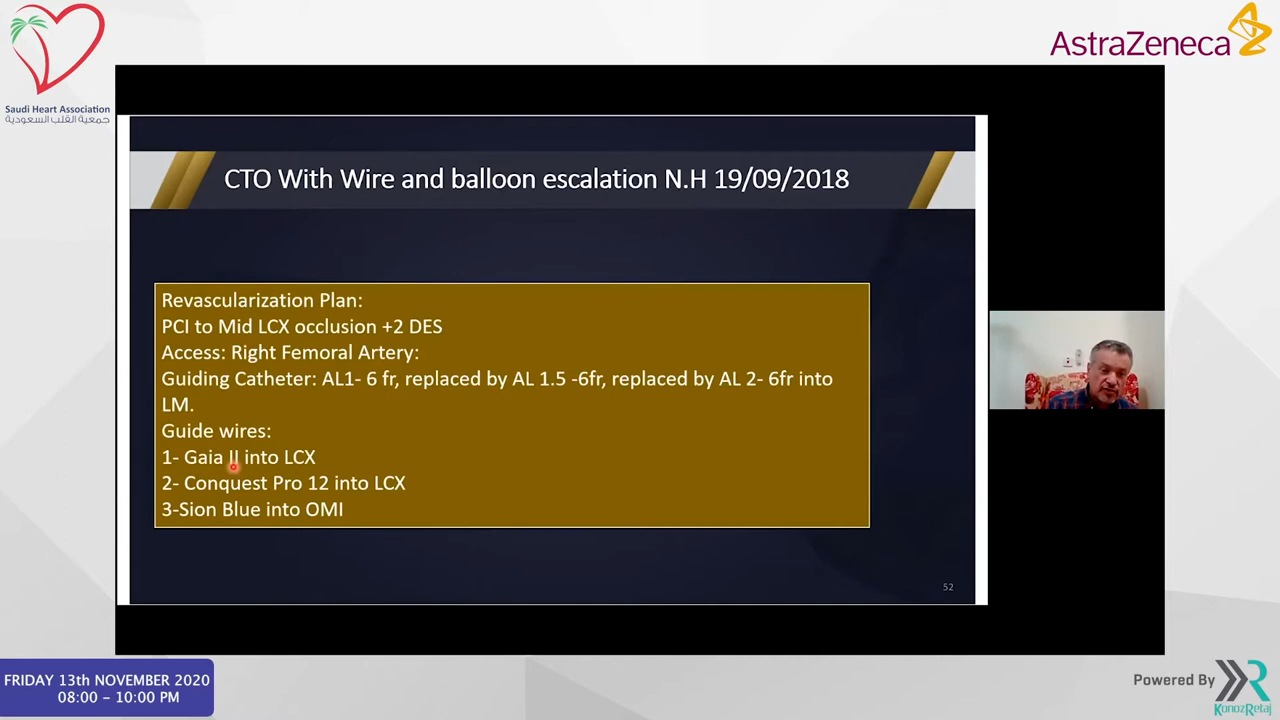 Saudi Heart Association
جمعية القلب السعودية
AstraZeneca
CTO With Wire and balloon escalation N.H 19/09/2018
Revascularization Plan:
PCI to Mid LCX occlusion +2 DES
Access: Right Femoral Artery:
Guiding Catheter: AL1- 6 fr, replaced by AL 1.5 -6fr, replaced by AL 2- 6fr into
LM.
Guide wires:
1- Gaia II into LCX
2- Conquest Pro 12 into LCX
3-Sion Blue into OMI
52
FRIDAY 13th NOVEMBER 2020
08:00 – 10:00 PM
Powered By
KonozRetaj